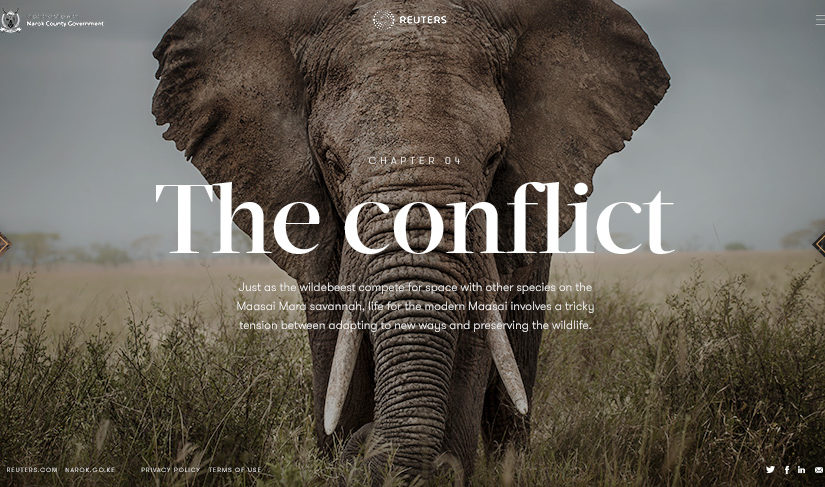 Narok County Government
REUTERS
CHAPTER 04
The conflict
Just as the wildebeest compete for space with other species on the
Maasai Mara savannah, life for the modern Maasai involves a tricky
tension between adapting to new ways and preserving the wildlife.
REUTERS.COM NAROK.GO.KE PRIVACY POLICY TERMS OF USE